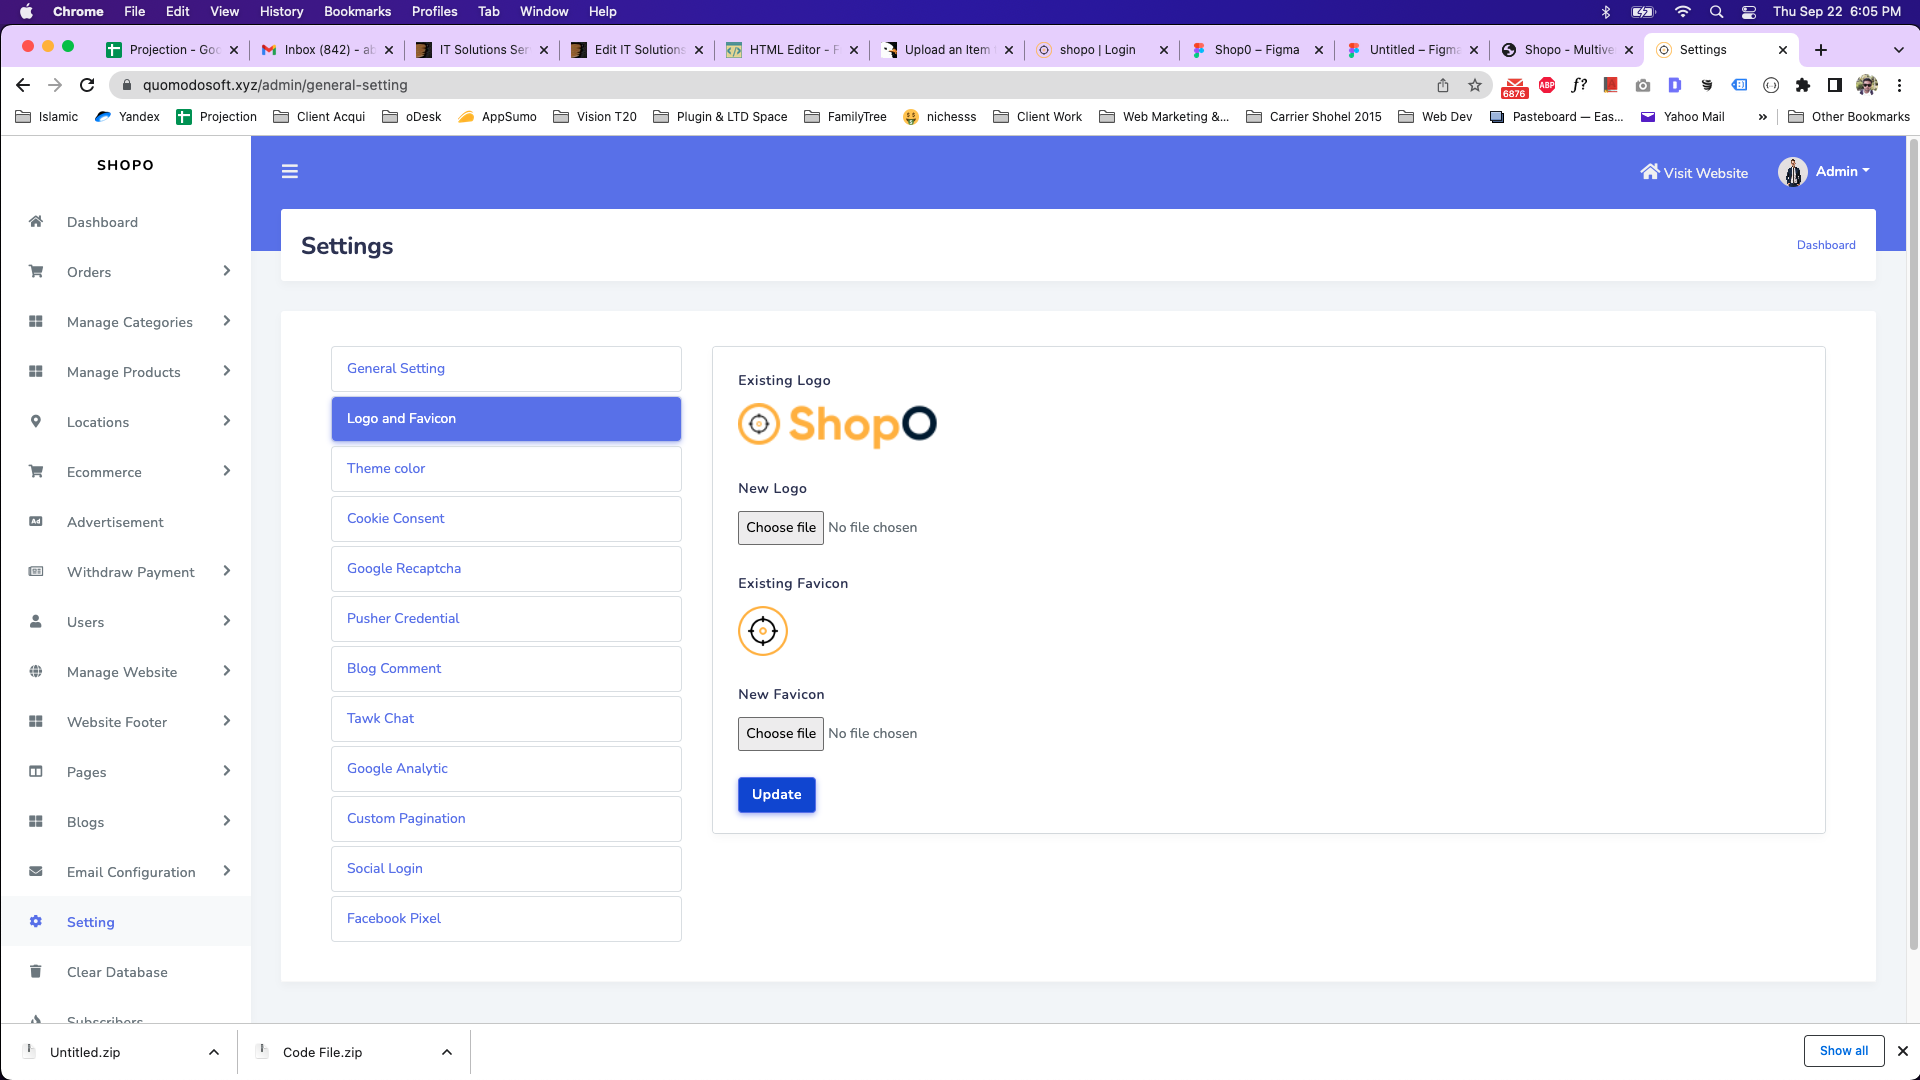 Chrome File Edit View History Bookmarks Profiles Tab Window Help Thu Sep 22 6:05 PM
Projection - Goo Inbox (842) - ab IT Solutions Ser Edit IT Solutions HTML Editor - F Upload an Item shopo | Login Shop0 – Figma Untitled – Figma Shopo - Multive Settings
quomodosoft.xyz/admin/general-setting 6876 ABP f?
Islamic Yandex Projection Client Acqui oDesk AppSumo Vision T20 Plugin & LTD Space FamilyTree nichesss Client Work Web Marketing &... Carrier Shohel 2015 Web Dev Pasteboard — Eas... Yahoo Mail » Other Bookmarks
SHOPO
Visit Website Admin
Dashboard
Orders
Manage Categories
Manage Products
Locations
Ecommerce
Ad Advertisement
Withdraw Payment
Users
Manage Website
Website Footer
Pages
Blogs
Email Configuration
Setting
Clear Database
Subscribers
Settings
Dashboard
General Setting
Logo and Favicon
Theme color
Cookie Consent
Google Recaptcha
Pusher Credential
Blog Comment
Tawk Chat
Google Analytic
Custom Pagination
Social Login
Facebook Pixel
Existing Logo
ShopO
New Logo
Choose file No file chosen
Existing Favicon
New Favicon
Choose file No file chosen
Update
Untitled.zip Code File.zip Show all